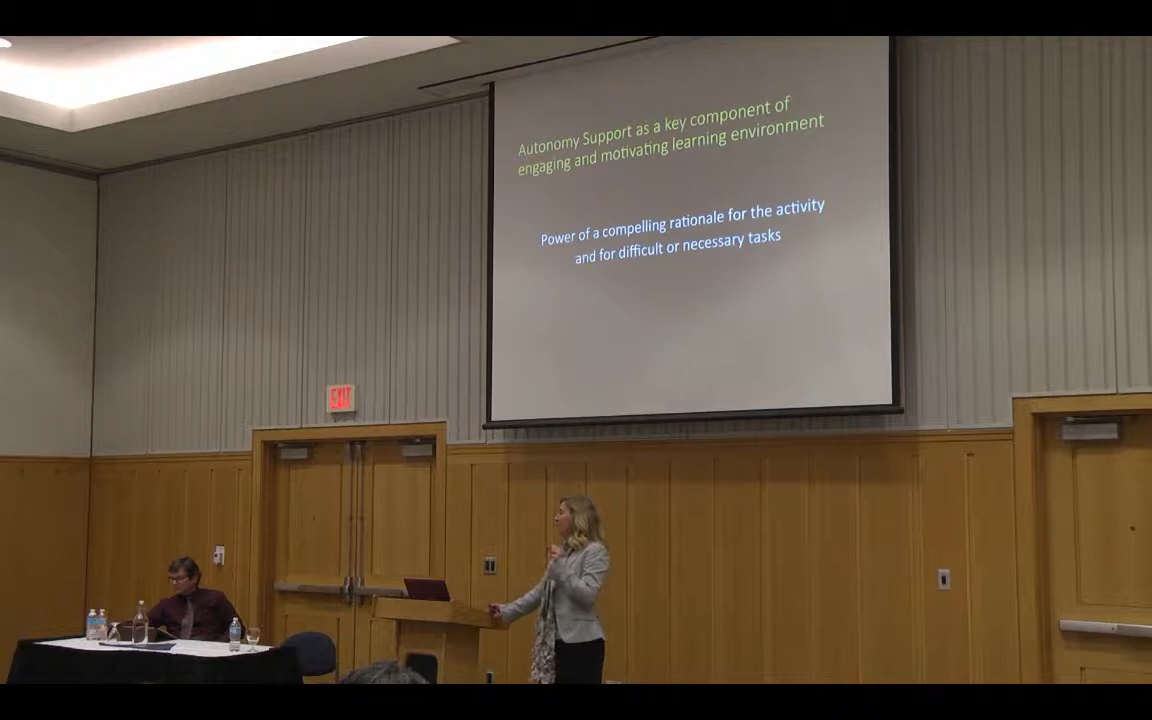 Autonomy Support as a key component of
engaging and motivating learning environment
Power of a compelling rationale for the activity
and for difficult or necessary tasks
EXIT